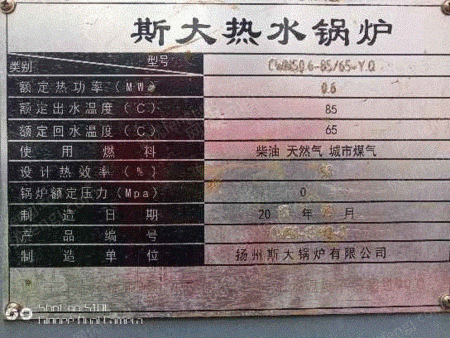 斯大热水锅炉
类别 型号 CWNS0.6-85/65-Y.Q
额定热功率(MW) 0.6
额定出水温度(℃) 85
额定回水温度(℃) 65
使用燃料 柴油 天然气 城市煤气
设计热效率(%)
锅炉额定压力(Mpa) 0
制造日期 20 年 月
产品编号
制造单位 扬州斯大锅炉有限公司